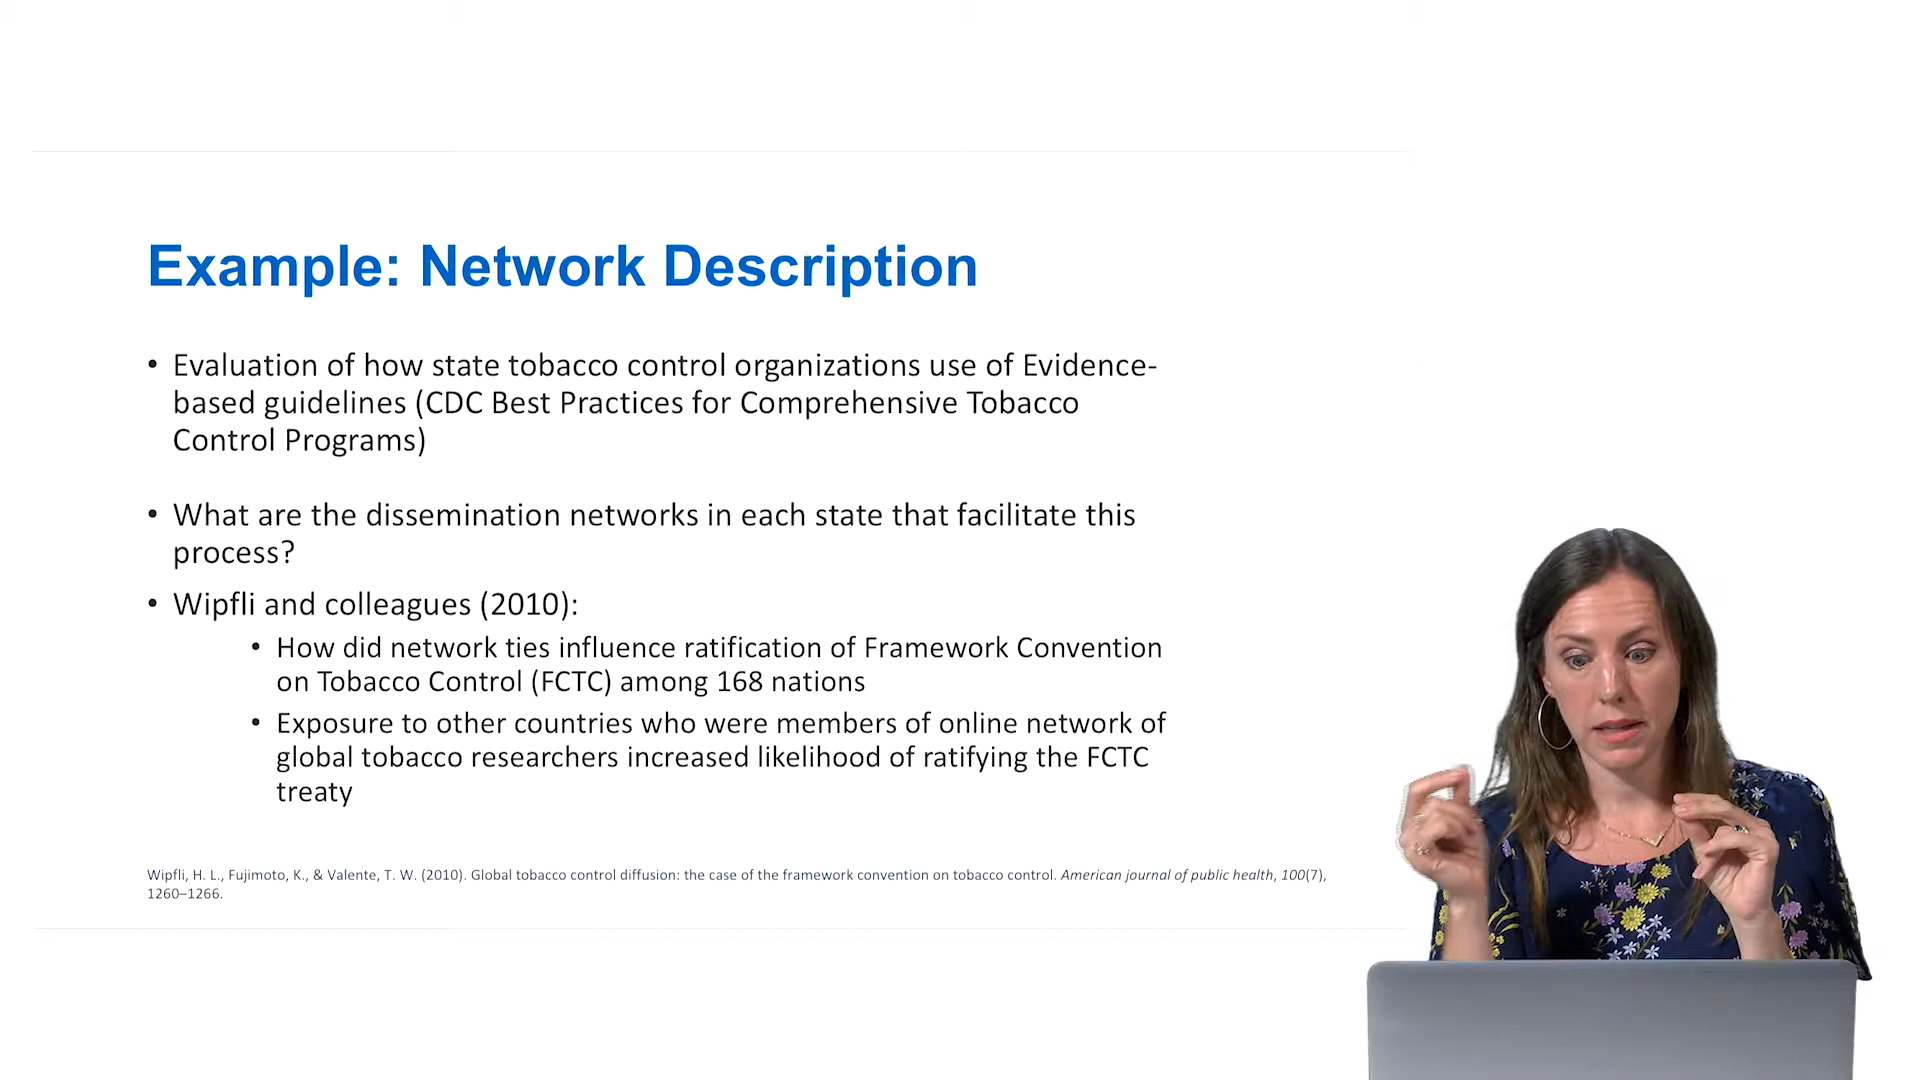 Example: Network Description
• Evaluation of how state tobacco control organizations use of Evidence-
based guidelines (CDC Best Practices for Comprehensive Tobacco
Control Programs)
• What are the dissemination networks in each state that facilitate this
process?
• Wipfli and colleagues (2010):
• How did network ties influence ratification of Framework Convention
on Tobacco Control (FCTC) among 168 nations
• Exposure to other countries who were members of online network of
global tobacco researchers increased likelihood of ratifying the FCTC
treaty
Wipfli, H. L., Fujimoto, K., & Valente, T. W. (2010). Global tobacco control diffusion: the case of the framework convention on tobacco control. American journal of public health, 100(7),
1260–1266.